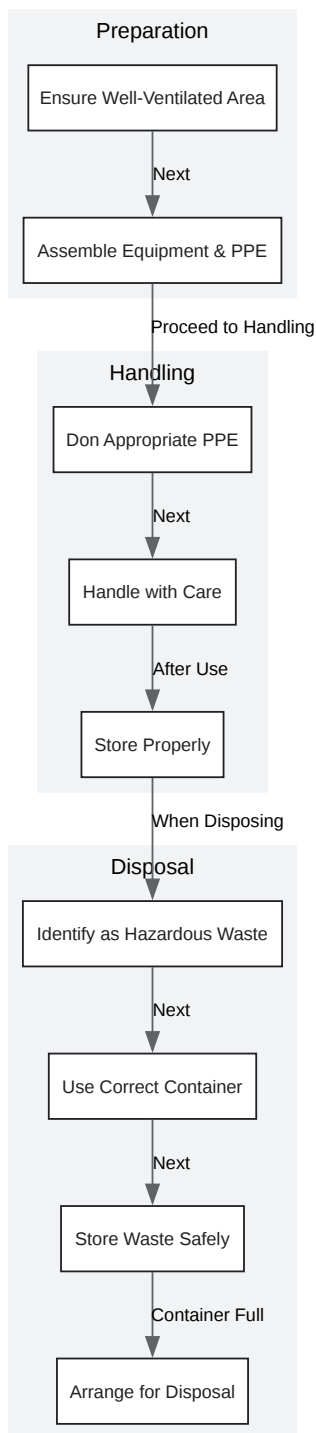 Preparation
Ensure Well-Ventilated Area
Next
Assemble Equipment & PPE
Proceed to Handling
Handling
Don Appropriate PPE
Next
Handle with Care
After Use
Store Properly
When Disposing
Disposal
Identify as Hazardous Waste
Next
Use Correct Container
Next
Store Waste Safely
Container Full
Arrange for Disposal